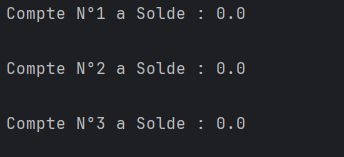 Compte N°1 a Solde : 0.0
Compte N°2 a Solde : 0.0
Compte N°3 a Solde : 0.0